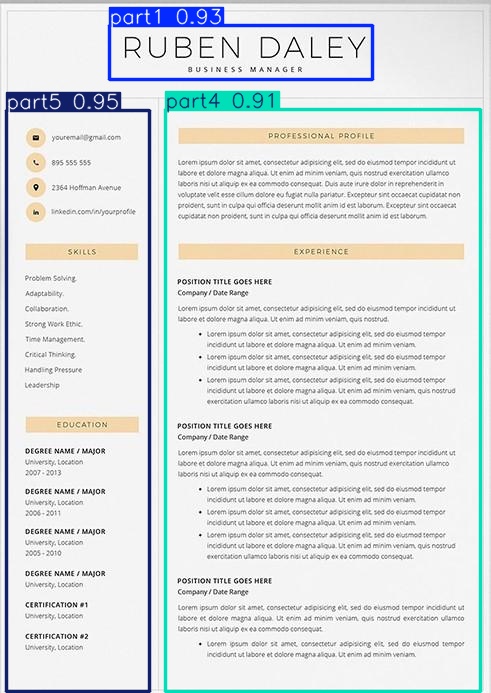 part1 0.93
RUBEN DALEY
BUSINESS MANAGER
part5 0.95
youremail@gmail.com
895 555 555
2364 Hoffman Avenue
linkedin.com/in/yourprofile
SKILLS
Problem Solving.
Adaptability.
Collaboration.
Strong Work Ethic.
Time Management.
Critical Thinking.
Handling Pressure
Leadership
EDUCATION
DEGREE NAME / MAJOR
University, Location
2007 - 2013
DEGREE NAME / MAJOR
University, Location
2006 - 2011
DEGREE NAME / MAJOR
University, Location
2005 - 2010
DEGREE NAME / MAJOR
University, Location
CERTIFICATION #1
University, Location
CERTIFICATION #2
University, Location
part4 0.91
PROFESSIONAL PROFILE
Lorem ipsum dolor sit amet, consectetur adipisicing elit, sed do eiusmod tempor incididunt ut
labore et dolore magna aliqua. Ut enim ad minim veniam, quis nostrud exercitation ullamco
laboris nisi ut aliquip ex ea commodo consequat. Duis aute irure dolor in reprehenderit in
voluptate velit esse cillum dolore eu fugiat nulla pariatur. Excepteur sint occaecat cupidatat non
proident, sunt in culpa qui officia deserunt mollit anim id est laborum. Excepteur sint occaecat
cupidatat non proident, sunt in culpa qui officia deserunt mollit anim id est laborum.
EXPERIENCE
POSITION TITLE GOES HERE
Company / Date Range
Lorem ipsum dolor sit amet, consectetur adipisicing elit, sed do eiusmod tempor incididunt ut
labore et dolore magna aliqua. Ut enim ad minim veniam, quis nostrud.
• Lorem ipsum dolor sit amet, consectetur adipisicing elit, sed do eiusmod tempor
incididunt ut labore et dolore magna aliqua. Ut enim ad minim veniam.
• Lorem ipsum dolor sit amet, consectetur adipisicing elit, sed do eiusmod tempor
incididunt ut labore et dolore magna aliqua. Ut enim ad minim veniam.
• Lorem ipsum dolor sit amet, consectetur adipisicing elit, sed do eiusmod tempor
incididunt ut labore et dolore magna aliqua. Ut enim ad minim veniam, quis nostrud
exercitation ullamco laboris nisi ut aliquip ex ea commodo consequat.
POSITION TITLE GOES HERE
Company / Date Range
Lorem ipsum dolor sit amet, consectetur adipisicing elit, sed do eiusmod tempor incididunt ut
labore et dolore magna aliqua. Ut enim ad minim veniam, quis nostrud exercitation ullamco
laboris nisi ut aliquip ex ea commodo consequat.
• Lorem ipsum dolor sit amet, consectetur adipisicing elit, sed do eiusmod tempor
incididunt ut labore et dolore magna aliqua. Ut enim ad minim veniam.
• Lorem ipsum dolor sit amet, consectetur adipisicing elit, sed do eiusmod tempor
incididunt ut labore et dolore magna aliqua. Ut enim ad minim veniam.
• Lorem ipsum dolor sit amet, consectetur adipisicing elit, sed do eiusmod tempor
incididunt ut labore et dolore magna aliqua. Ut enim ad minim veniam, quis nostrud
exercitation ullamco laboris nisi ut aliquip ex ea commodo consequat.
POSITION TITLE GOES HERE
Company / Date Range
Lorem ipsum dolor sit amet, consectetur adipisicing elit, sed do eiusmod tempor incididunt ut
labore et dolore magna aliqua. Ut enim ad minim veniam, quis nostrud exercitation ullamco
laboris nisi ut aliquip ex ea commodo consequat.
• Lorem ipsum dolor sit amet, consectetur adipisicing elit, sed do eiusmod tempor
incididunt ut labore et dolore magna aliqua. Ut enim ad minim veniam.